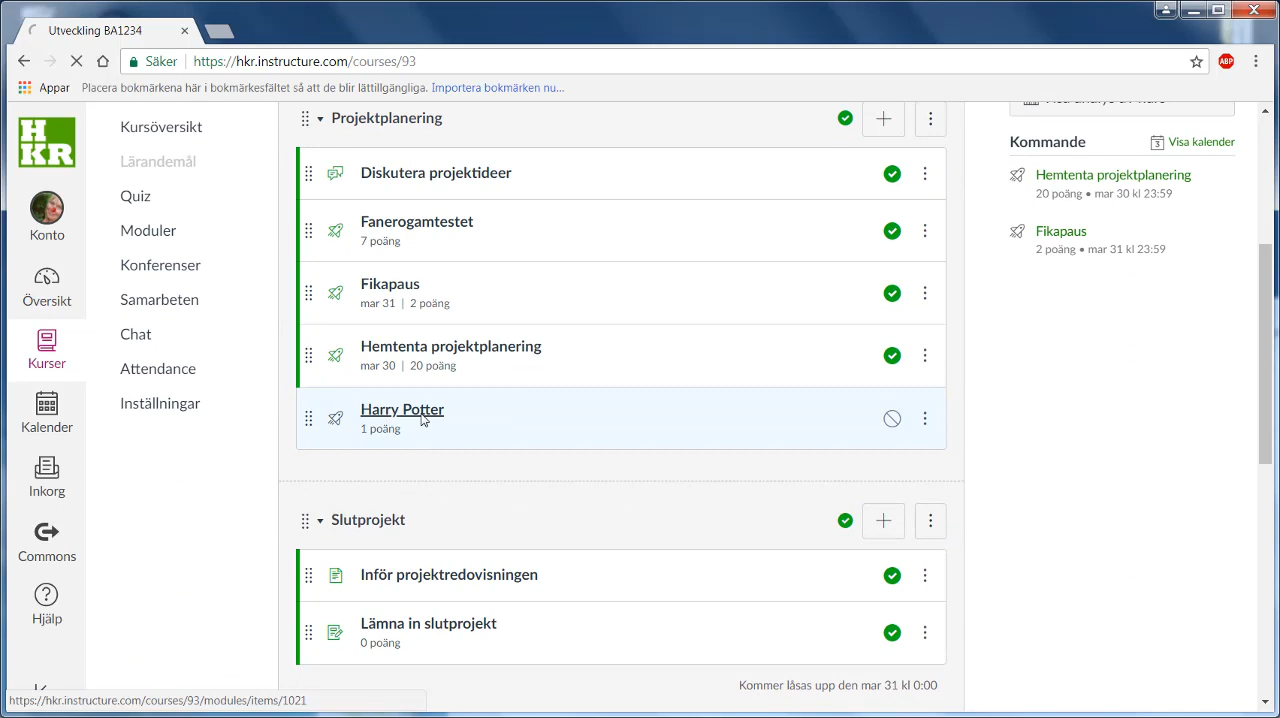 Utveckling BA1234
Säker
https://hkr.instructure.com/courses/93
ABP
Appar
Placera bokmärkena här i bokmärkesfältet så att de blir lättillgängliga.
Importera bokmärken nu...
HKR
Konto
Översikt
Kurser
Kalender
Inkorg
Commons
Hjälp
Kursöversikt
Lärandemål
Quiz
Moduler
Konferenser
Samarbeten
Chat
Attendance
Inställningar
Projektplanering
Diskutera projektideer
Fanerogamtestet
7 poäng
Fikapaus
mar 31 | 2 poäng
Hemtenta projektplanering
mar 30 | 20 poäng
Harry Potter
1 poäng
Slutprojekt
Inför projektredovisningen
Lämna in slutprojekt
0 poäng
Kommer låsas upp den mar 31 kl 0:00
Kommande
3
Visa kalender
Hemtenta projektplanering
20 poäng • mar 30 kl 23:59
Fikapaus
2 poäng • mar 31 kl 23:59
https://hkr.instructure.com/courses/93/modules/items/1021